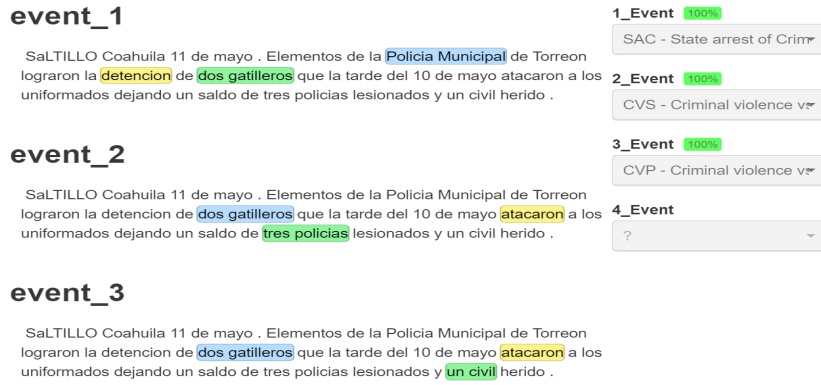 event_1
SaLTILLO Coahuila 11 de mayo . Elementos de la Policia Municipal de Torreon
lograron la detencion de dos gatilleros que la tarde del 10 de mayo atacaron a los
uniformados dejando un saldo de tres policias lesionados y un civil herido .
event_2
SaLTILLO Coahuila 11 de mayo . Elementos de la Policia Municipal de Torreon
lograron la detencion de dos gatilleros que la tarde del 10 de mayo atacaron a los
uniformados dejando un saldo de tres policias lesionados y un civil herido .
event_3
SaLTILLO Coahuila 11 de mayo . Elementos de la Policia Municipal de Torreon
lograron la detencion de dos gatilleros que la tarde del 10 de mayo atacaron a los
uniformados dejando un saldo de tres policias lesionados y un civil herido .
1_Event 100%
SAC - State arrest of Crim
2_Event 100%
CVS - Criminal violence vs
3_Event 100%
CVP - Criminal violence vs
4_Event
?